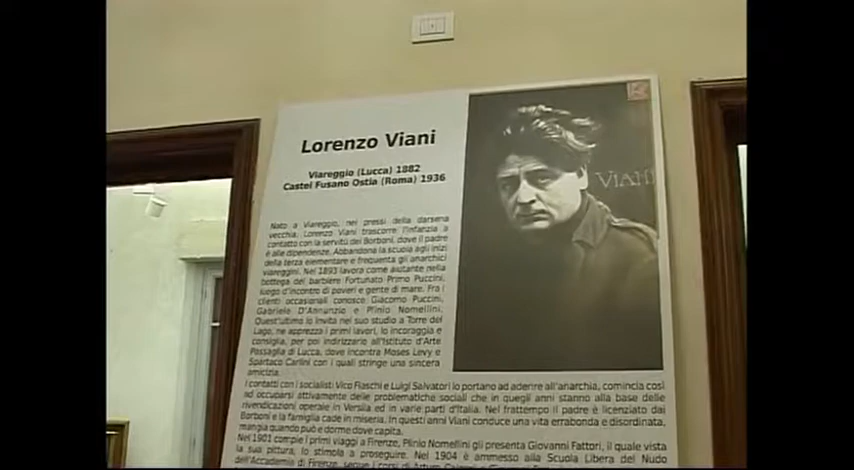 Lorenzo Viani
Viareggio (Lucca) 1882
Castel Fusano Ostia (Roma) 1936
VIANI
Nato a Viareggio, nei pressi della darsena
vecchia, Lorenzo Viani trascorre l'infanzia a
contatto con la servitù dei Borboni, dove il padre
è alle dipendenze. Abbandona la scuola agli inizi
della terza elementare e frequenta gli anarchici
viareggini. Nel 1893 lavora come aiutante nella
bottega del barbiere Fortunato Primo Puccini,
luogo d'incontro di poveri e gente di mare. Fra i
clienti occasionali conosce Giacomo Puccini,
Gabriele D'Annunzio e Plinio Nomellini.
Quest'ultimo lo invita nel suo studio a Torre del
Lago, ne apprezza i primi lavori, lo incoraggia e
consiglia, per poi indirizzarlo all'Istituto d'Arte
Passaglia di Lucca, dove incontra Moses Levy e
Spartaco Carlini con i quali stringe una sincera
amicizia.
I contatti con i socialisti Vico Fiaschi e Luigi Salvatori lo portano ad aderire all'anarchia, comincia così
ad occuparsi attivamente delle problematiche sociali che in quegli anni stanno alla base delle
rivendicazioni operaie in Versilia ed in varie parti d'Italia. Nel frattempo il padre è licenziato dai
Borboni e la famiglia cade in miseria. In questi anni Viani conduce una vita errabonda e disordinata,
mangia quando può e dorme dove capita.
Nel 1901 compie i primi viaggi a Firenze, Plinio Nomellini gli presenta Giovanni Fattori, il quale vista
la sua pittura, lo stimola a proseguire. Nel 1904 è ammesso alla Scuola Libera del Nudo
dell'Accademia di Firenze, segue i corsi di